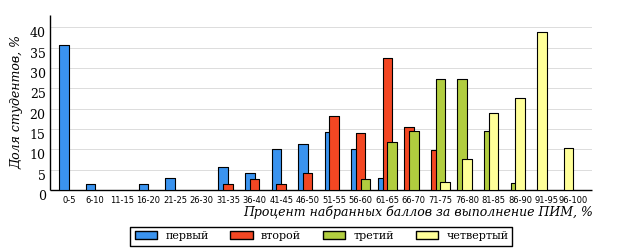 Доля студентов, %
40
35
30
25
20
15
10
5
0
0-5 6-10 11-15 16-20 21-25 26-30 31-35 36-40 41-45 46-50 51-55 56-60 61-65 66-70 71-75 76-80 81-85 86-90 91-95 96-100
Процент набранных баллов за выполнение ПИМ, %
первый второй третий четвертый